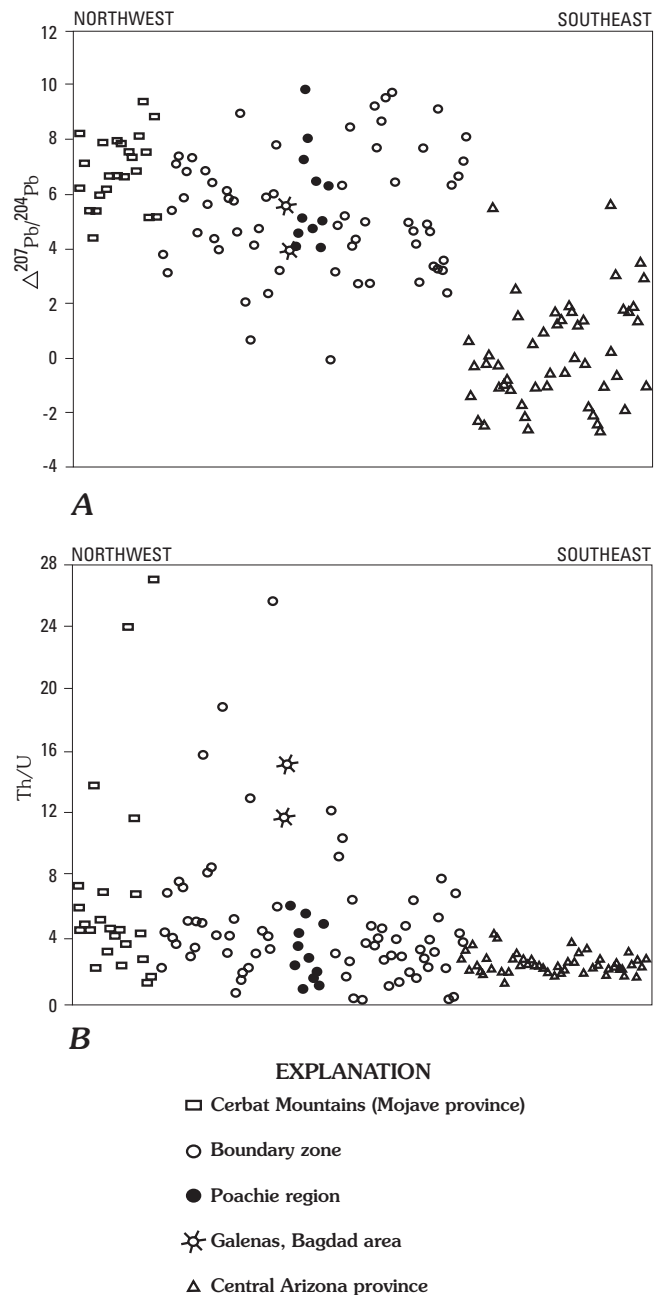 NORTHWEST SOUTHEAST
12
10
8
6
4
2
0
-2
-4
△²⁰⁷Pb/²⁰⁴Pb
A
NORTHWEST SOUTHEAST
28
24
20
16
12
8
4
0
Th/U
B
EXPLANATION
Cerbat Mountains (Mojave province)
Boundary zone
Poachie region
Galenas, Bagdad area
Central Arizona province